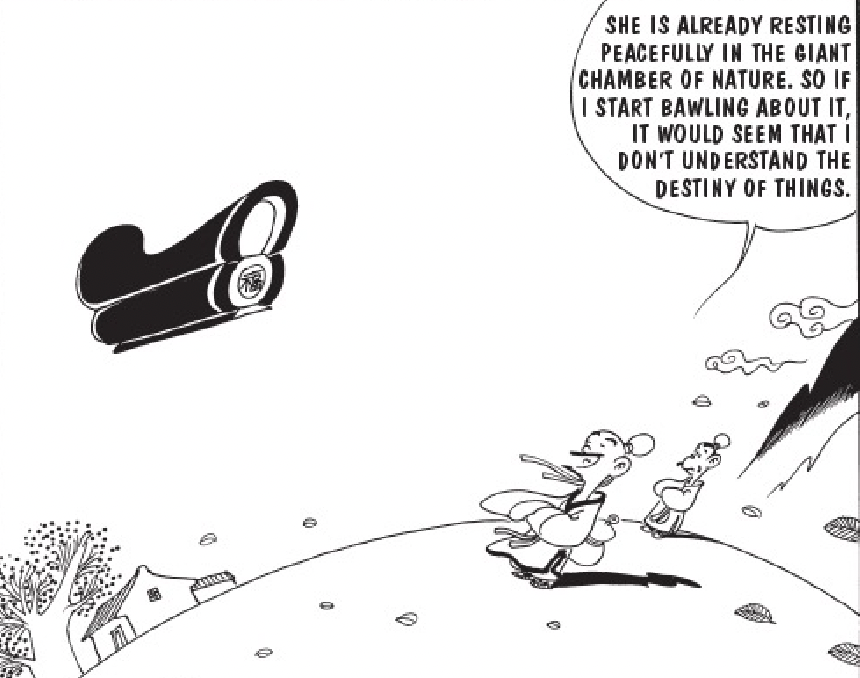 SHE IS ALREADY RESTING
PEACEFULLY IN THE GIANT
CHAMBER OF NATURE. SO IF
I START BAWLING ABOUT IT,
IT WOULD SEEM THAT I
DON'T UNDERSTAND THE
DESTINY OF THINGS.
福